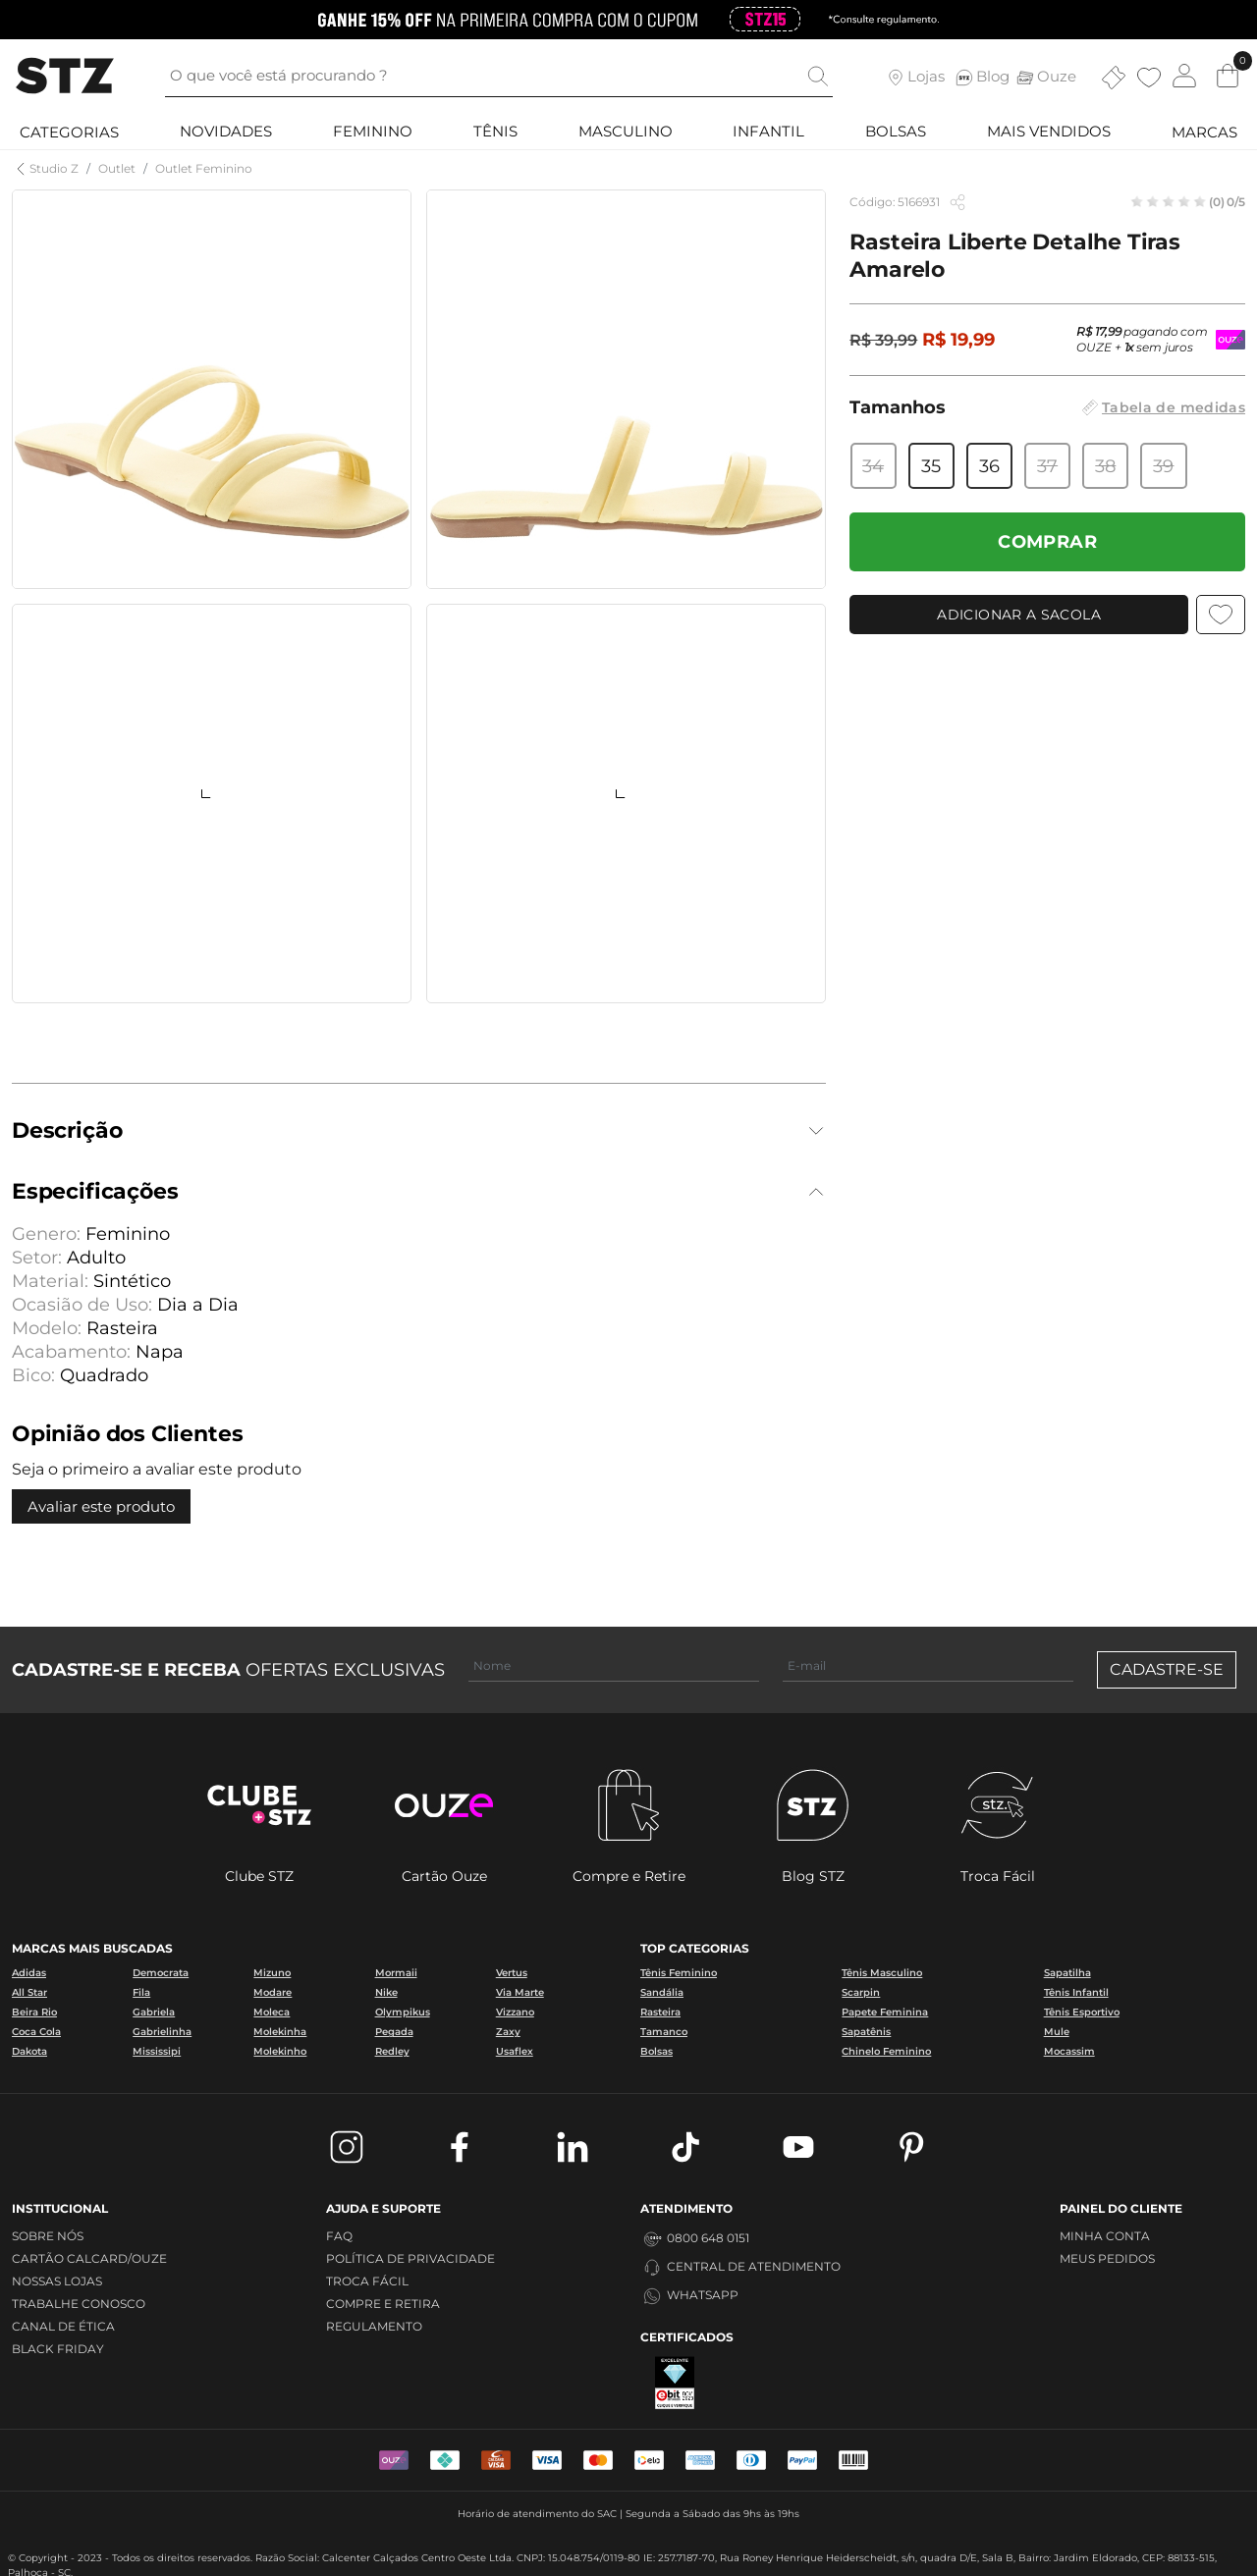 GANHE 15% OFF NA PRIMEIRA COMPRA COM O CUPOM STZ15 *Consulte regulamento.
STZ
O que você está procurando ?
Lojas
STZ Blog
Ouze
0
CATEGORIAS NOVIDADES FEMININO TÊNIS MASCULINO INFANTIL BOLSAS MAIS VENDIDOS MARCAS
Studio Z / Outlet / Outlet Feminino
Código: 5166931
(0) 0/5
Rasteira Liberte Detalhe Tiras
Amarelo
R$ 39,99 R$ 19,99
R$ 17,99 pagando com
OUZE + 1x sem juros
OUZE
Tamanhos
Tabela de medidas
34 35 36 37 38 39
COMPRAR
ADICIONAR A SACOLA
Descrição
Especificações
Genero: Feminino
Setor: Adulto
Material: Sintético
Ocasião de Uso: Dia a Dia
Modelo: Rasteira
Acabamento: Napa
Bico: Quadrado
Opinião dos Clientes
Seja o primeiro a avaliar este produto
Avaliar este produto
CADASTRE-SE E RECEBA OFERTAS EXCLUSIVAS
Nome
E-mail
CADASTRE-SE
CLUBE
+STZ
ouze
STZ
stz.
Clube STZ
Cartão Ouze
Compre e Retire
Blog STZ
Troca Fácil
MARCAS MAIS BUSCADAS
Adidas Democrata Mizuno Mormaii Vertus
All Star Fila Modare Nike Via Marte
Beira Rio Gabriela Moleca Olympikus Vizzano
Coca Cola Gabrielinha Molekinha Pegada Zaxy
Dakota Mississipi Molekinho Redley Usaflex
TOP CATEGORIAS
Tênis Feminino Tênis Masculino Sapatilha
Sandália Scarpin Tênis Infantil
Rasteira Papete Feminina Tênis Esportivo
Tamanco Sapatênis Mule
Bolsas Chinelo Feminino Mocassim
INSTITUCIONAL
SOBRE NÓS
CARTÃO CALCARD/OUZE
NOSSAS LOJAS
TRABALHE CONOSCO
CANAL DE ÉTICA
BLACK FRIDAY
AJUDA E SUPORTE
FAQ
POLÍTICA DE PRIVACIDADE
TROCA FÁCIL
COMPRE E RETIRA
REGULAMENTO
ATENDIMENTO
0800 648 0151
CENTRAL DE ATENDIMENTO
WHATSAPP
CERTIFICADOS
EXCELENTE
ebit
PAINEL DO CLIENTE
MINHA CONTA
MEUS PEDIDOS
VISA
VISA
elo
PayPal
Horário de atendimento do SAC | Segunda a Sábado das 9hs às 19hs
© Copyright - 2023 - Todos os direitos reservados. Razão Social: Calcenter Calçados Centro Oeste Ltda. CNPJ: 15.048.754/0119-80 IE: 257.7187-70, Rua Roney Henrique Heiderscheidt, s/n, quadra D/E, Sala B, Bairro: Jardim Eldorado, CEP: 88133-515,
Palhoça - SC.